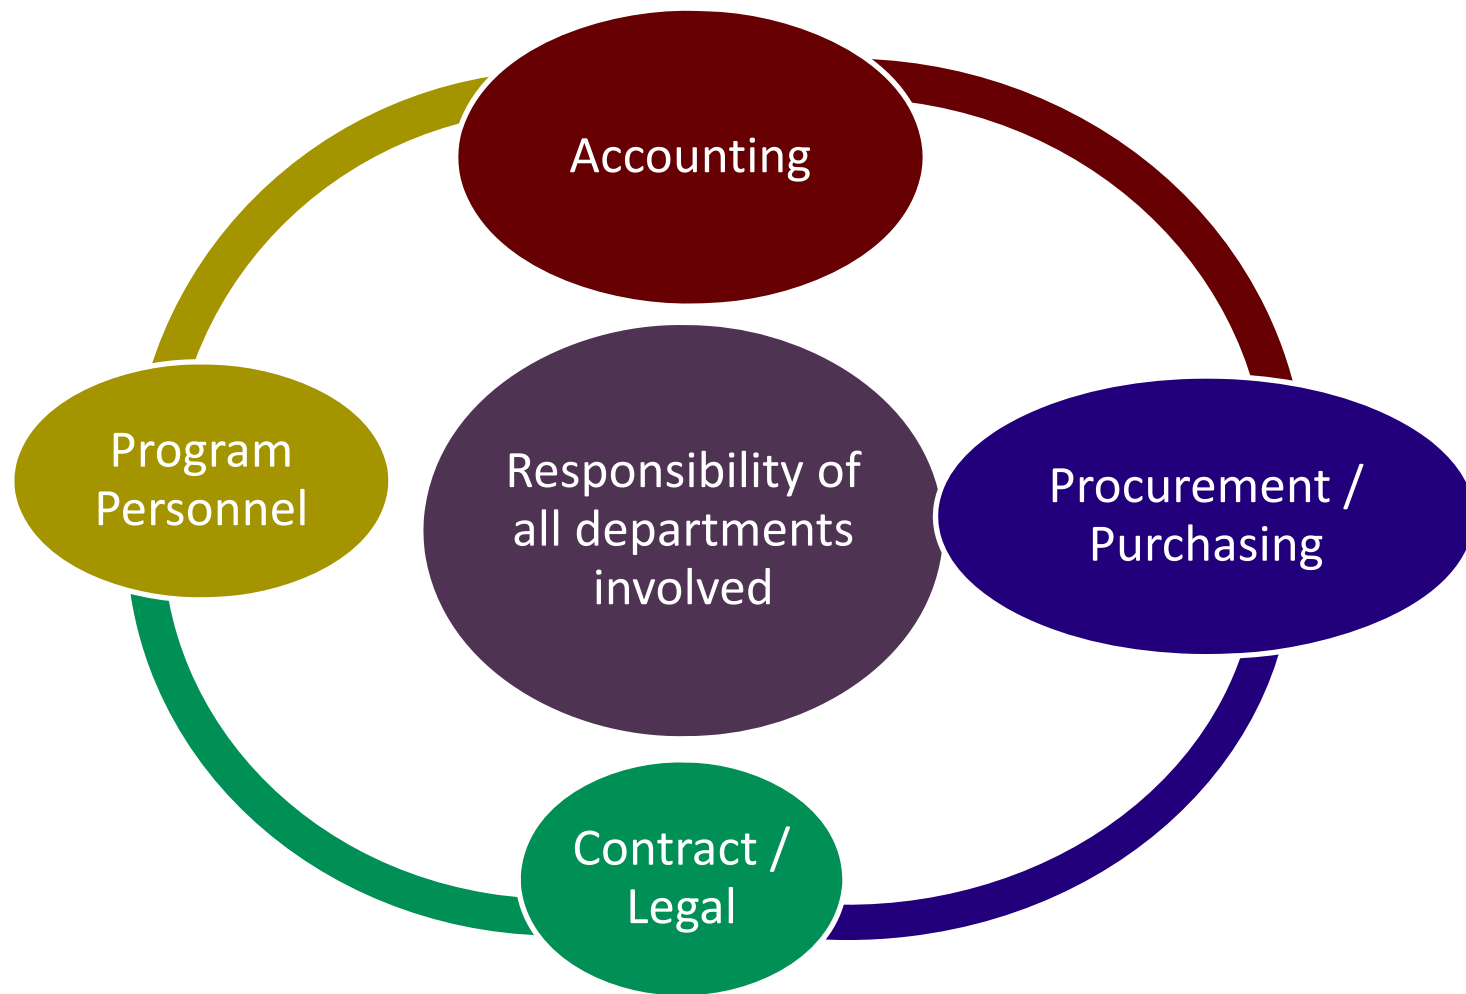 Accounting
Program
Personnel
Responsibility of
all departments
involved
Procurement /
Purchasing
Contract /
Legal